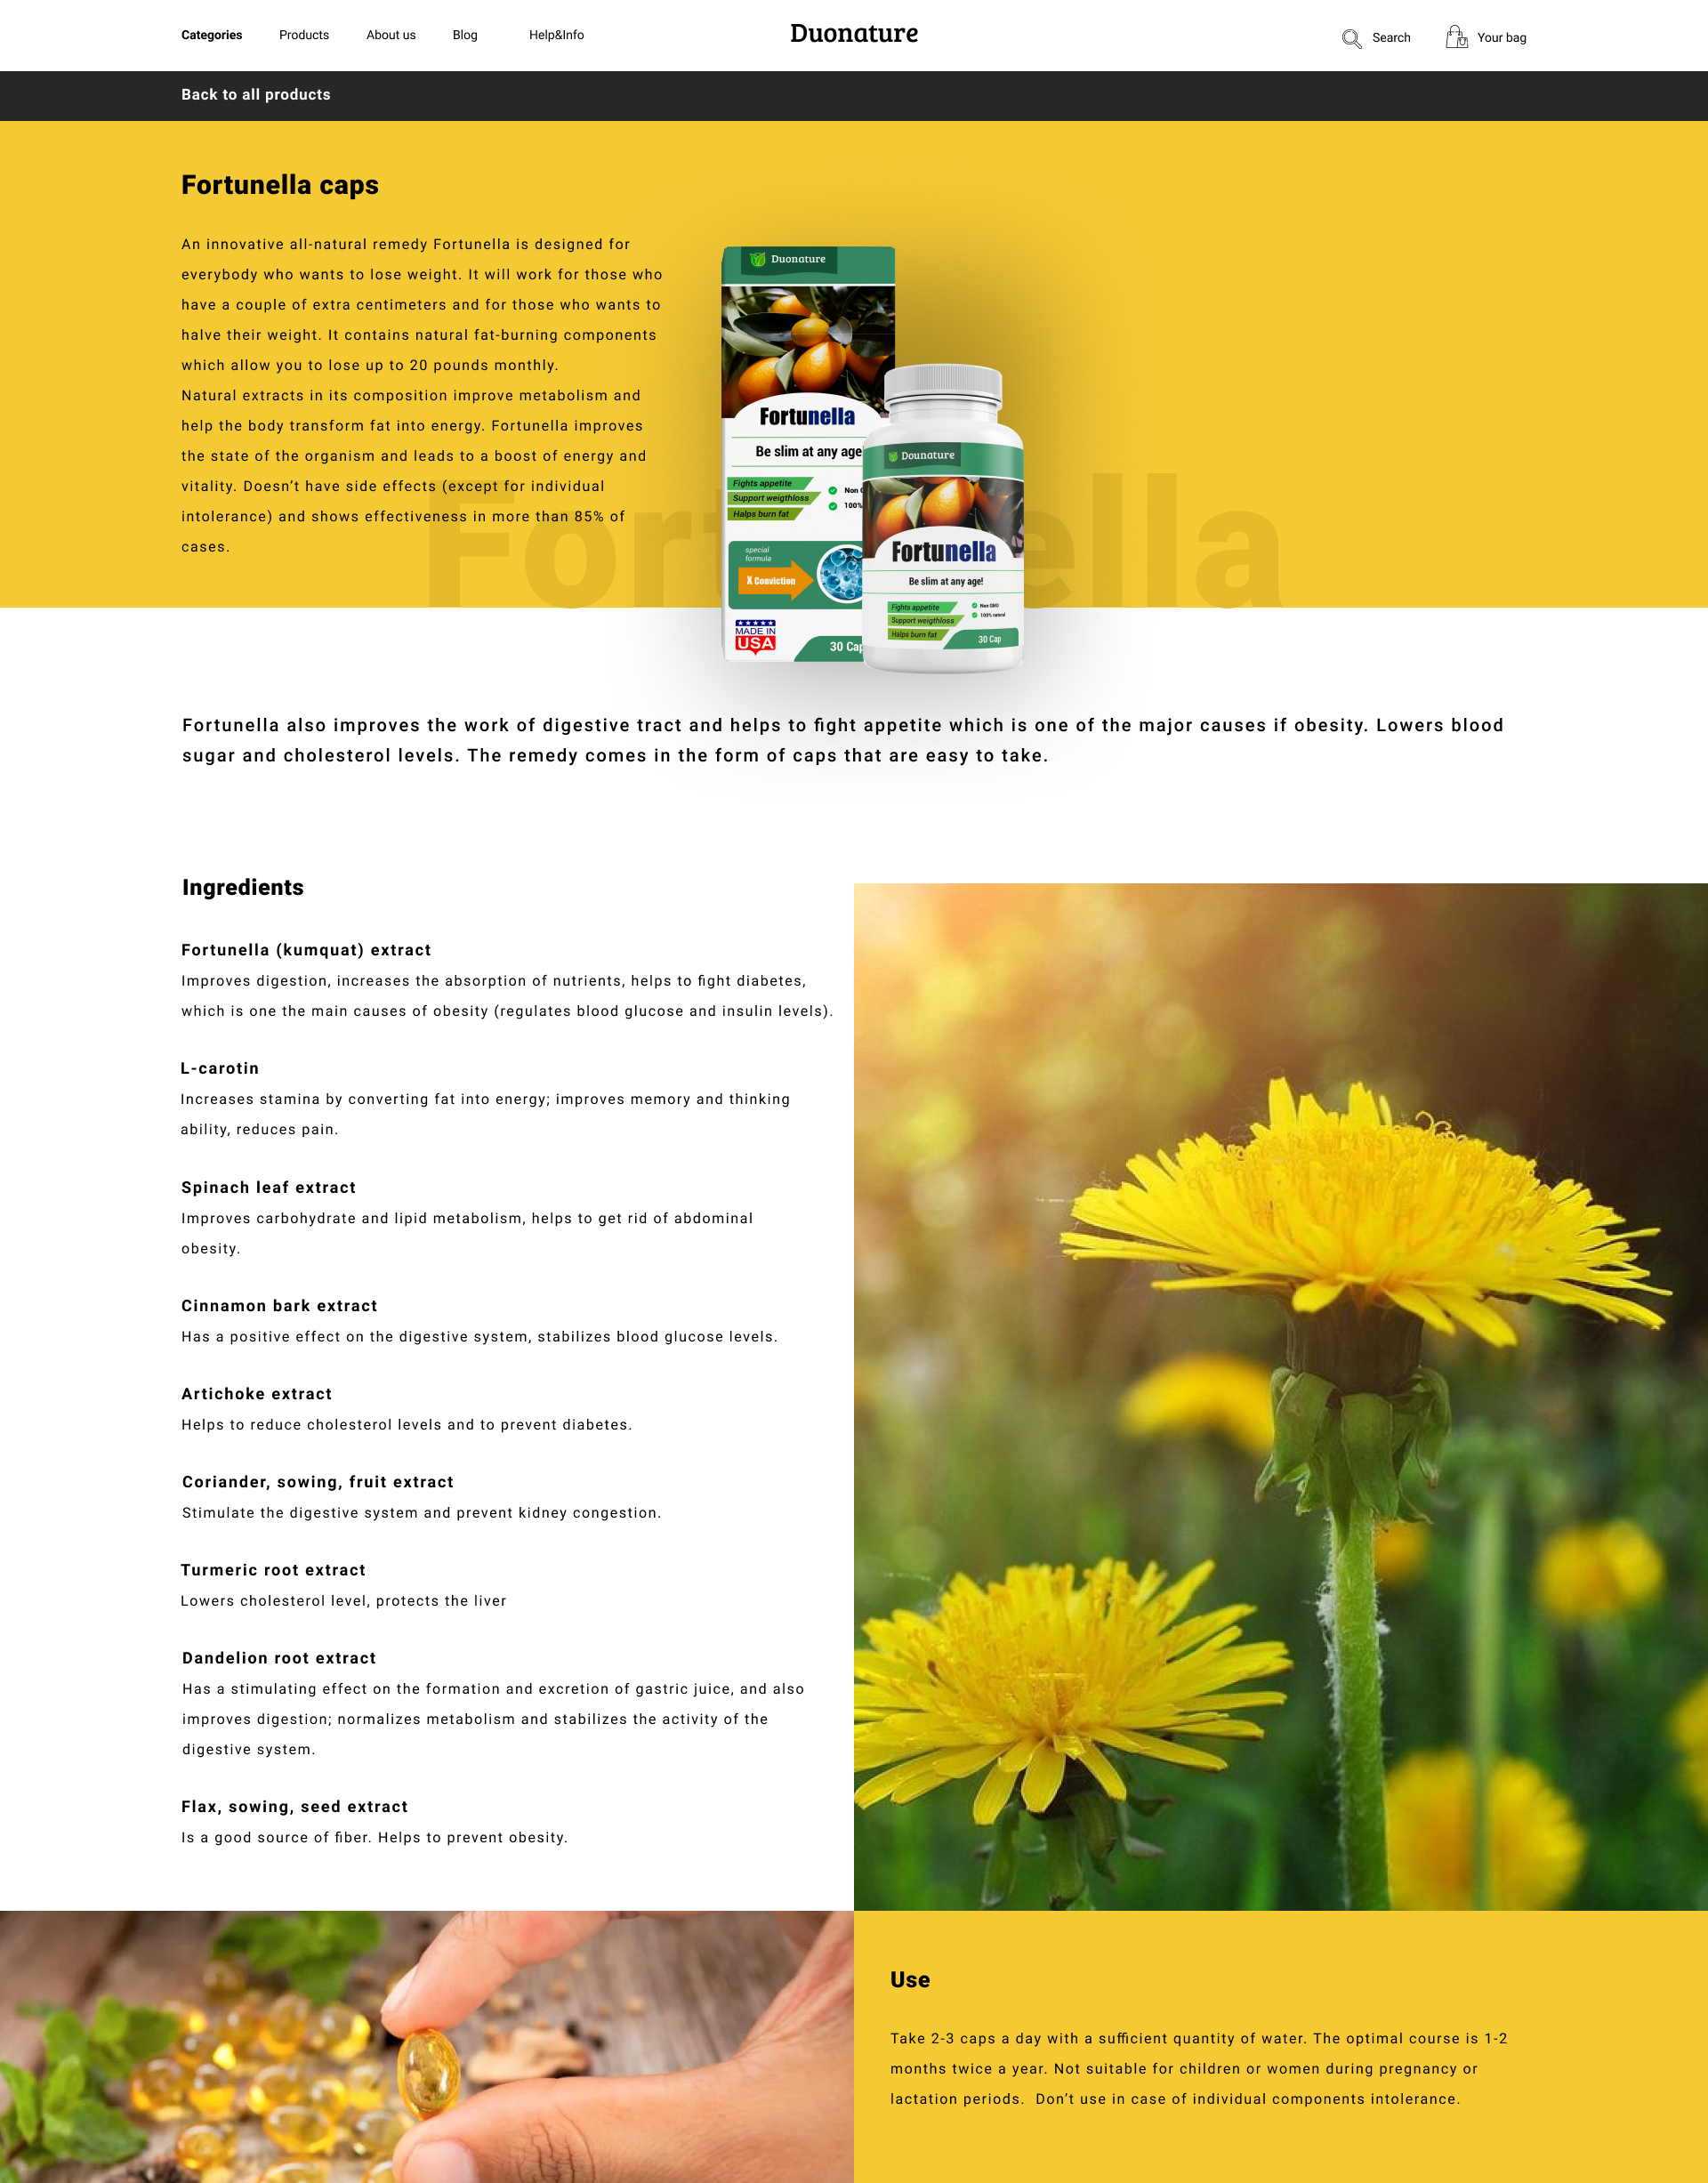 Categories
Products
About us
Blog
Help&Info
Duonature
Search
Your bag
Back to all products
Fortunella caps
An innovative all-natural remedy Fortunella is designed for
everybody who wants to lose weight. It will work for those who
have a couple of extra centimeters and for those who wants to
halve their weight. It contains natural fat-burning components
which allow you to lose up to 20 pounds monthly.
Natural extracts in its composition improve metabolism and
help the body transform fat into energy. Fortunella improves
the state of the organism and leads to a boost of energy and
vitality. Doesn’t have side effects (except for individual
intolerance) and shows effectiveness in more than 85% of
cases.
Duonature
Fortunella
Be slim at any age
Fights appetite
Support weigthloss
Halps burn fat
Non
100%
special
formula
X Conviction
MADE IN
USA
30 Cap
Dounature
Fortunella
Be slim at any age!
Fights appetite
Support weigthloss
Halps burn fat
Non GMO
100% natural
30 Cap
Fortunella also improves the work of digestive tract and helps to fight appetite which is one of the major causes if obesity. Lowers blood
sugar and cholesterol levels. The remedy comes in the form of caps that are easy to take.
Ingredients
Fortunella (kumquat) extract
Improves digestion, increases the absorption of nutrients, helps to fight diabetes,
which is one the main causes of obesity (regulates blood glucose and insulin levels).
L-carotin
Increases stamina by converting fat into energy; improves memory and thinking
ability, reduces pain.
Spinach leaf extract
Improves carbohydrate and lipid metabolism, helps to get rid of abdominal
obesity.
Cinnamon bark extract
Has a positive effect on the digestive system, stabilizes blood glucose levels.
Artichoke extract
Helps to reduce cholesterol levels and to prevent diabetes.
Coriander, sowing, fruit extract
Stimulate the digestive system and prevent kidney congestion.
Turmeric root extract
Lowers cholesterol level, protects the liver
Dandelion root extract
Has a stimulating effect on the formation and excretion of gastric juice, and also
improves digestion; normalizes metabolism and stabilizes the activity of the
digestive system.
Flax, sowing, seed extract
Is a good source of fiber. Helps to prevent obesity.
Use
Take 2-3 caps a day with a sufficient quantity of water. The optimal course is 1-2
months twice a year. Not suitable for children or women during pregnancy or
lactation periods.  Don’t use in case of individual components intolerance.